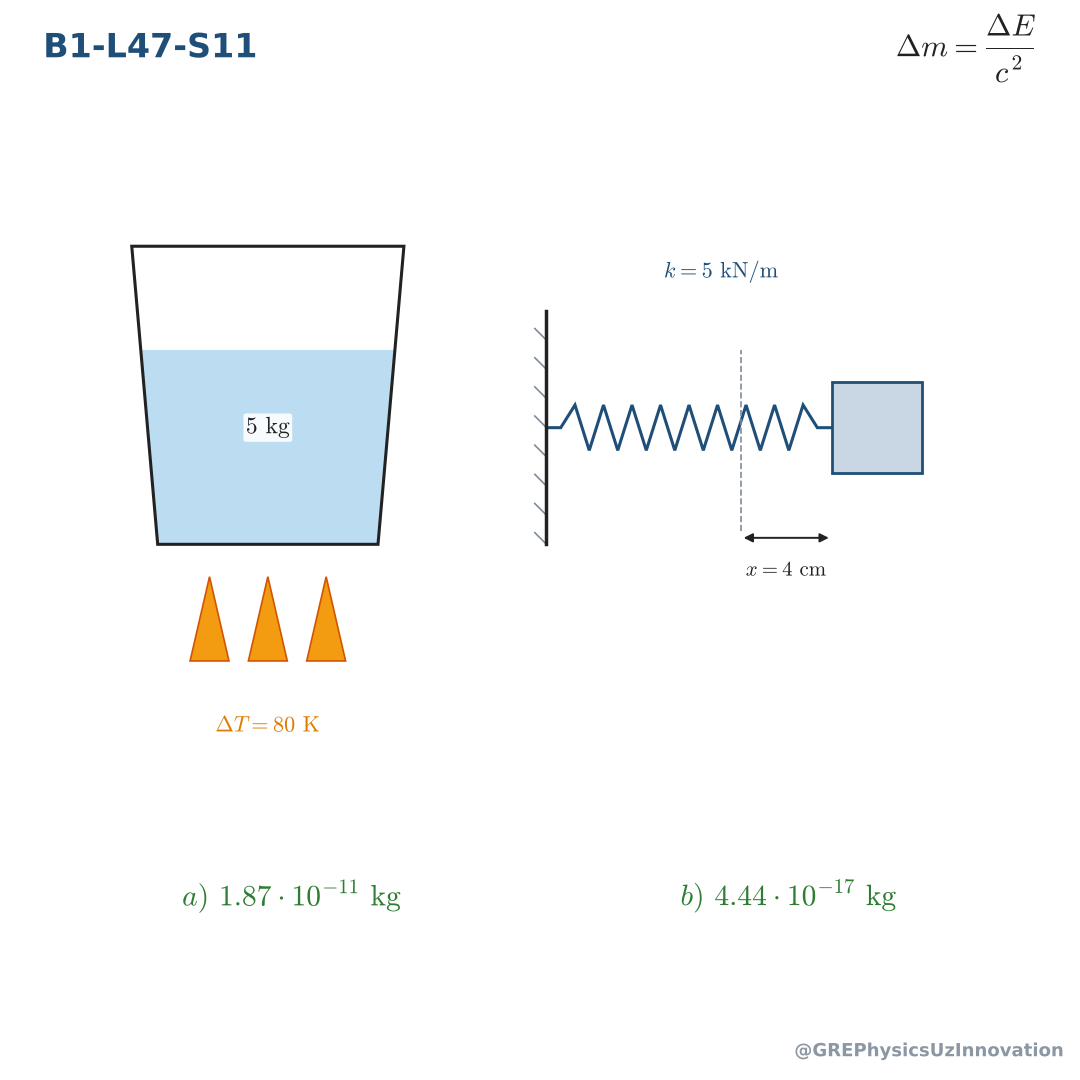 B1-L47-S11
Δm = ΔE/c²
k = 5 kN/m
5 kg
x = 4 cm
ΔT = 80 K
a) 1.87 · 10⁻¹¹ kg
b) 4.44 · 10⁻¹⁷ kg
@GREPhysicsUzInnovation